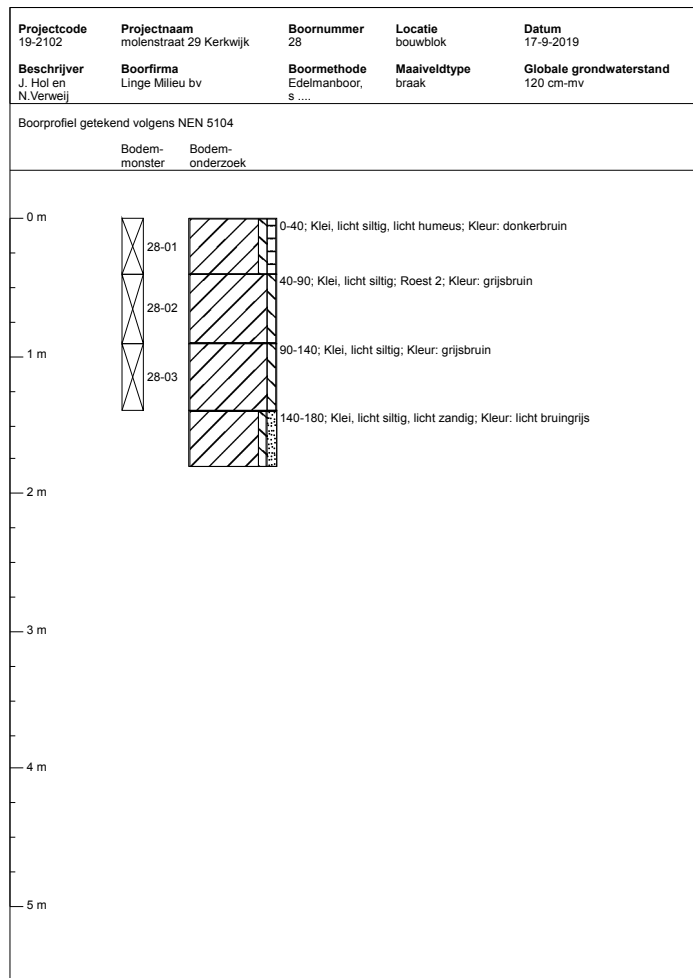 Projectcode Projectnaam Boornummer Locatie Datum
19-2102 molenstraat 29 Kerkwijk 28 bouwblok 17-9-2019
Beschrijver Boorfirma Boormethode Maaiveldtype Globale grondwaterstand
J. Hol en Linge Milieu bv Edelmanboor, braak 120 cm-mv
N.Verweij s ....
Boorprofiel getekend volgens NEN 5104
Bodem- Bodem-
monster onderzoek
0 m
0-40; Klei, licht siltig, licht humeus; Kleur: donkerbruin
28-01
40-90; Klei, licht siltig; Roest 2; Kleur: grijsbruin
28-02
90-140; Klei, licht siltig; Kleur: grijsbruin
1 m
28-03
140-180; Klei, licht siltig, licht zandig; Kleur: licht bruingrijs
2 m
3 m
4 m
5 m